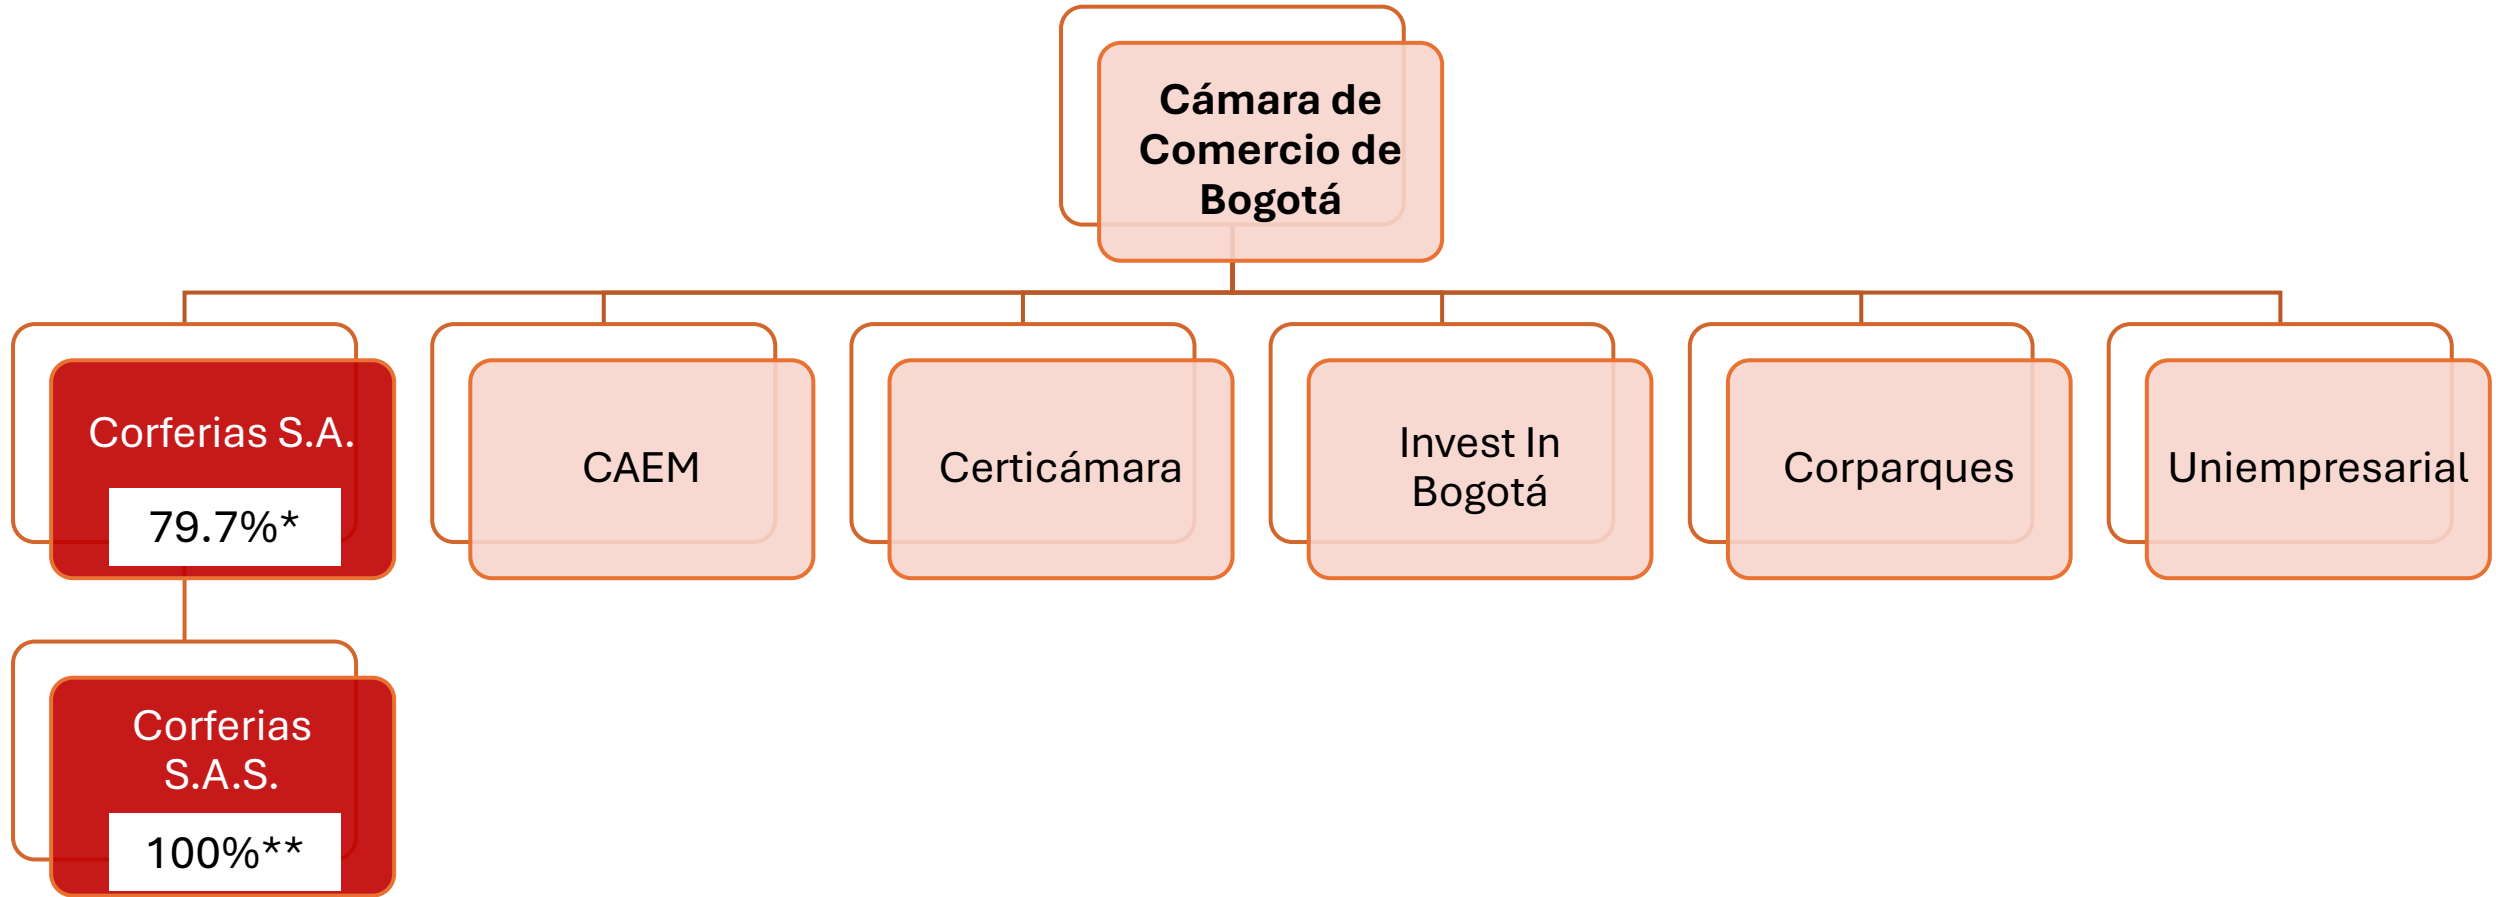 Cámara de
Comercio de
Bogotá
Corferias S.A.
79.7%*
CAEM
Certicámara
Invest In
Bogotá
Corparques
Uniempresarial
Corferias
S.A.S.
100%**